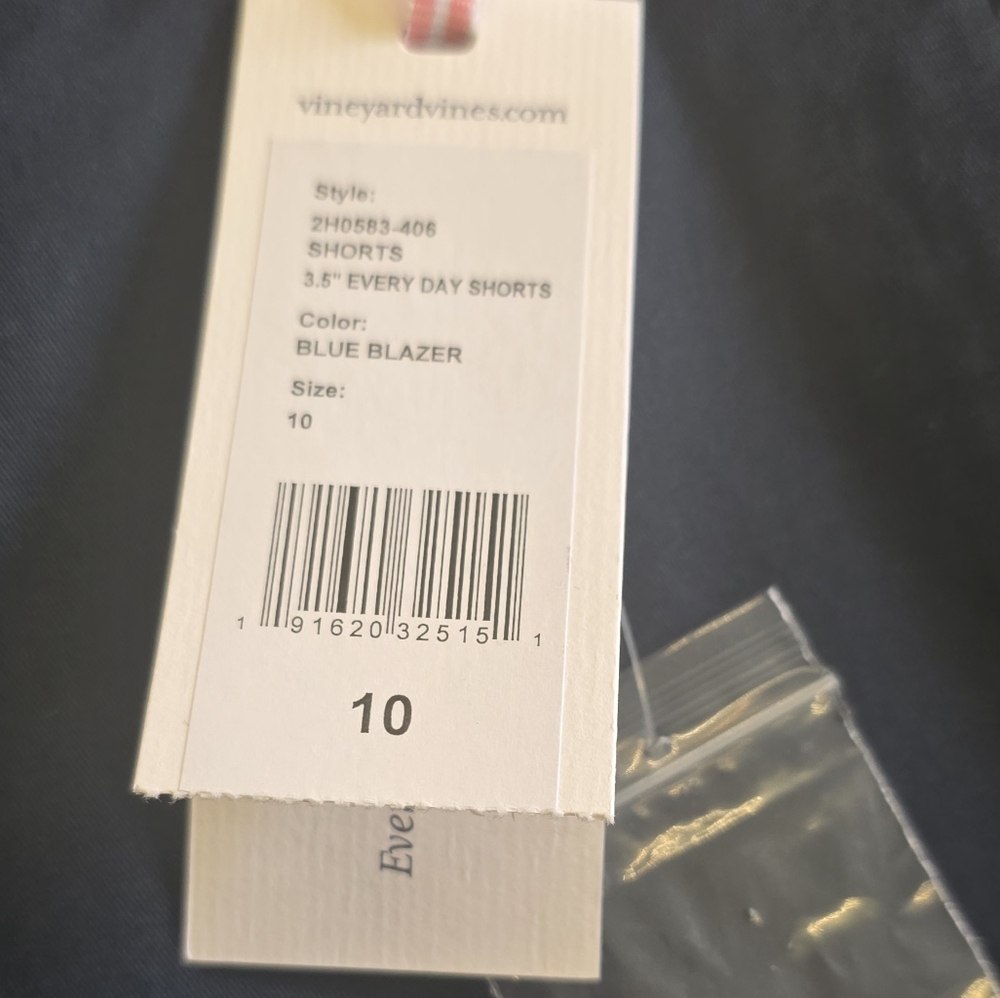 vineyardvines.com
Style:
2H0583-406
SHORTS
3.5" EVERY DAY SHORTS
Color:
BLUE BLAZER
Size:
10
1 91620 32515 1
10
Eve